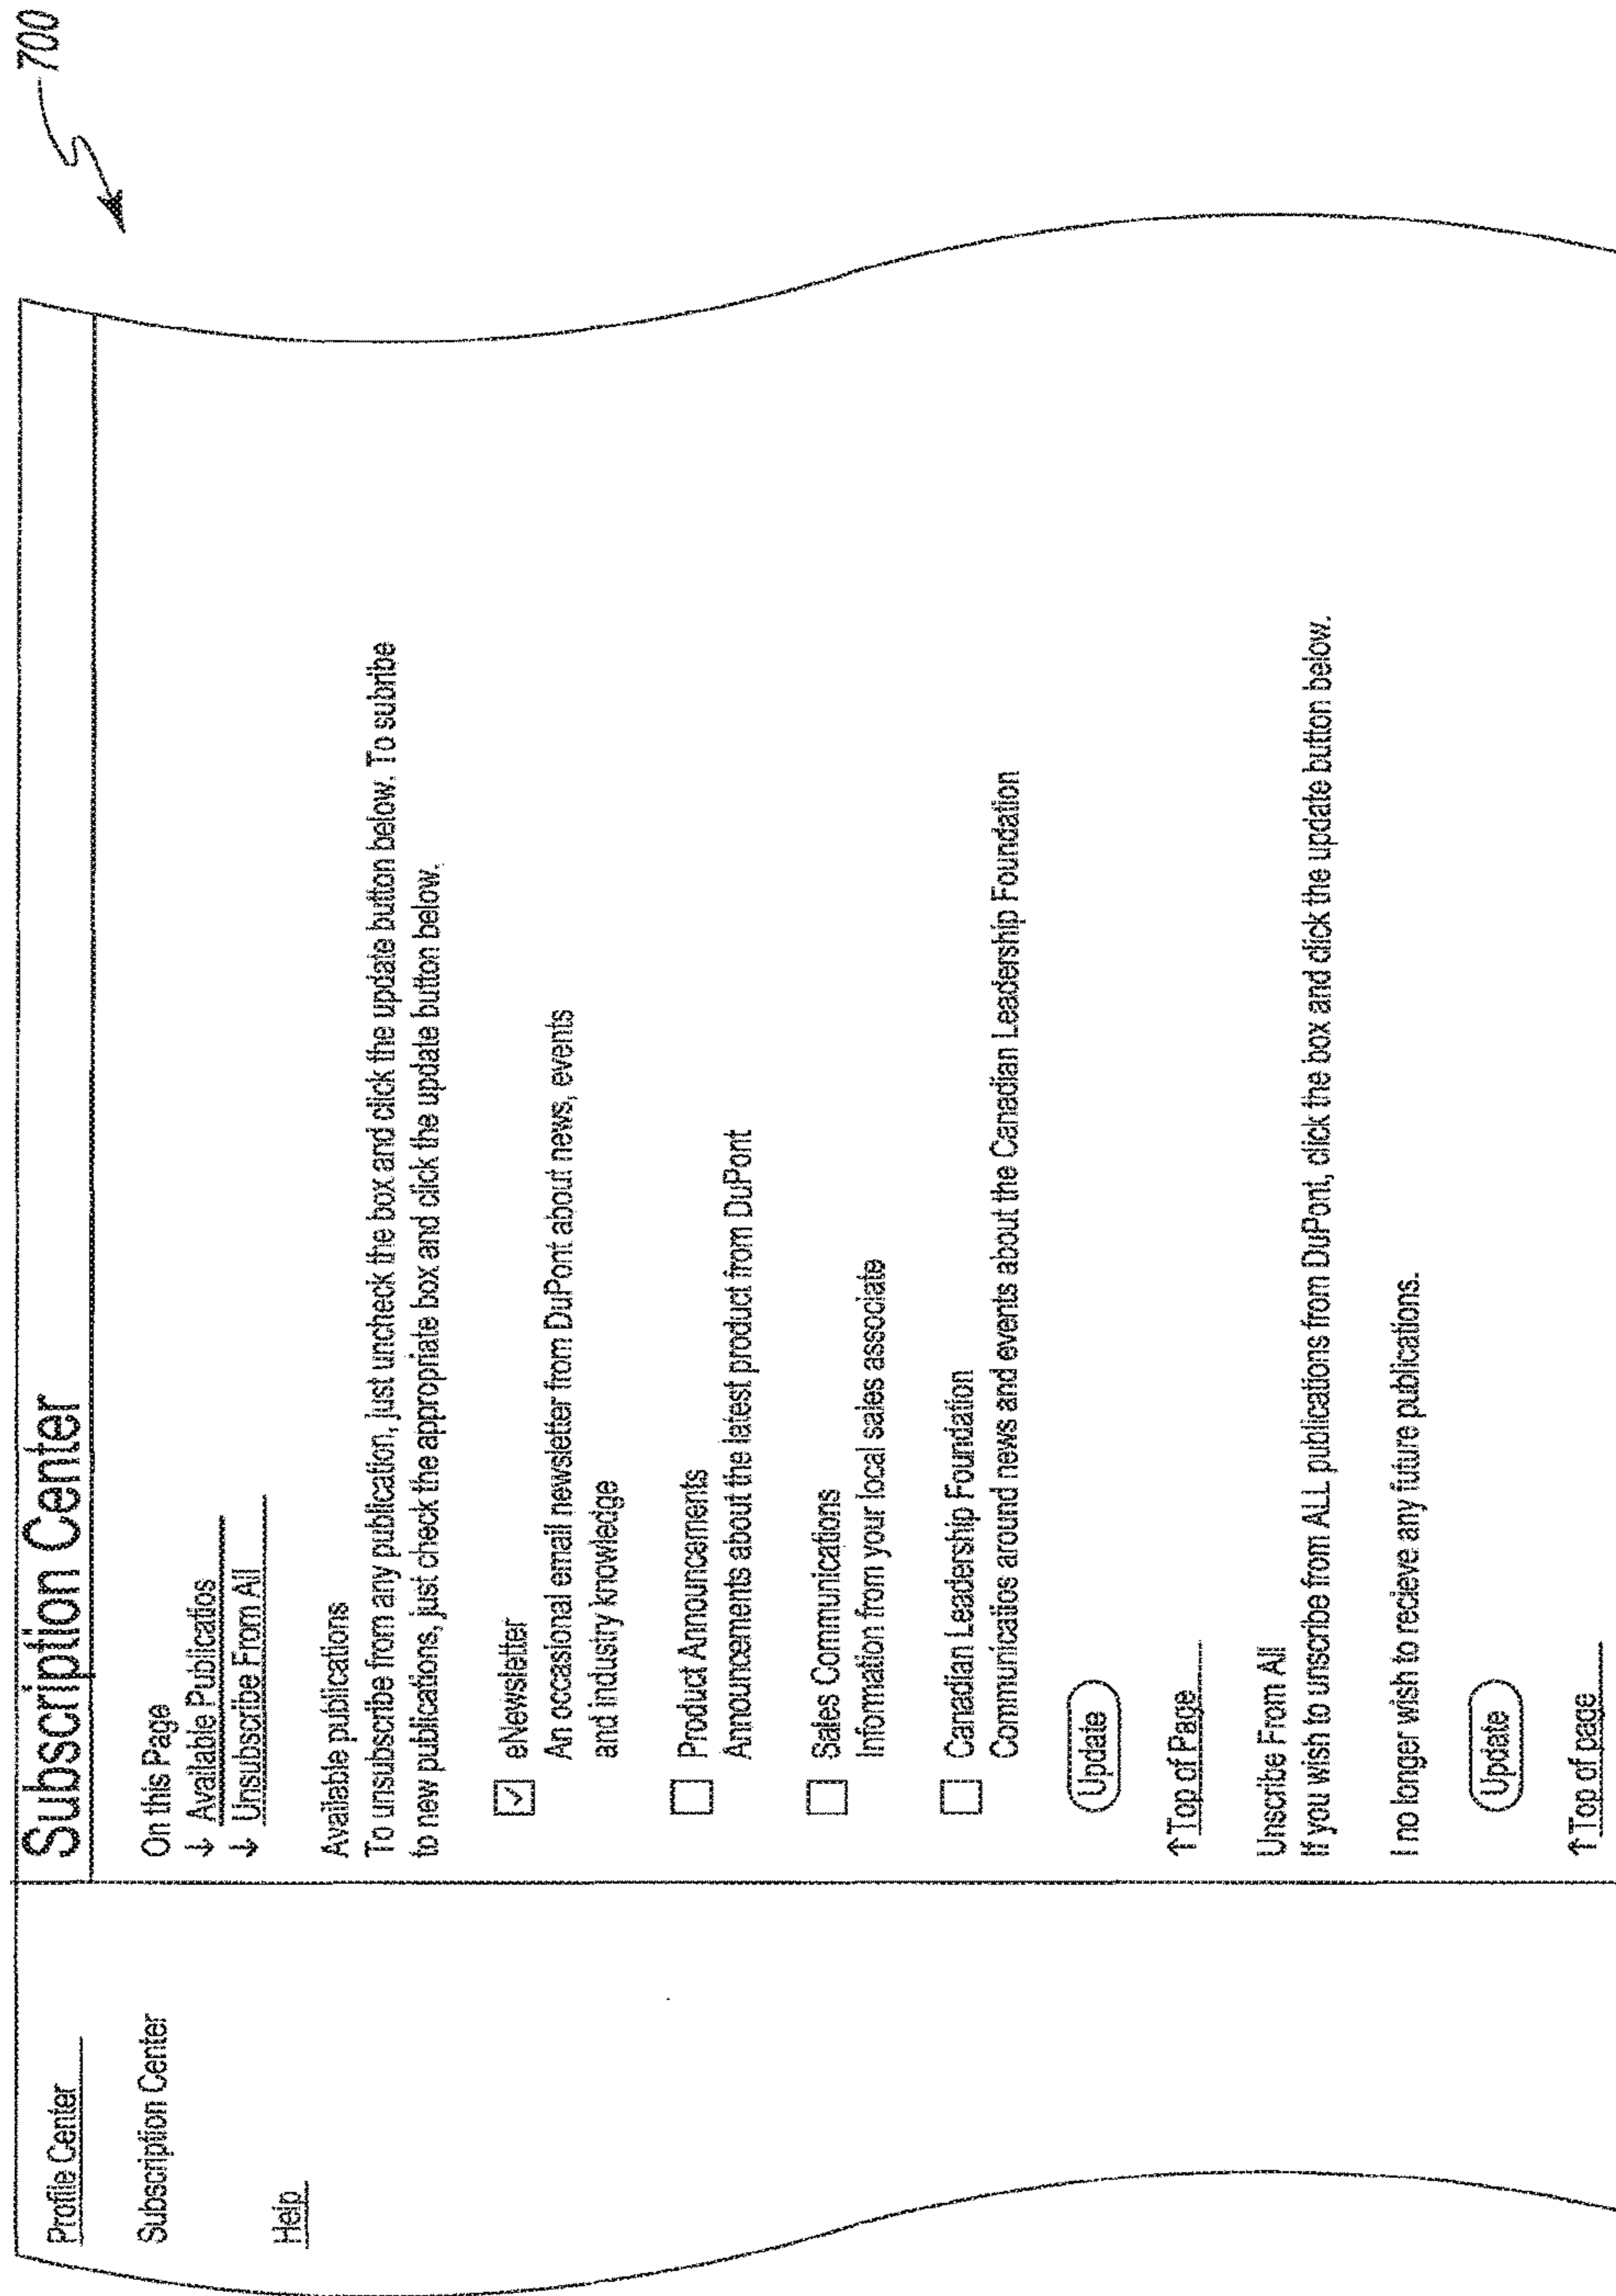 700
Profile Center
Subscription Center
Help
Subscription Center
On this Page
↓ Available Publicatios
↓ Unsubscribe From All
Available publications
To unsubscribe from any publication, just uncheck the box and click the update button below. To subribe
to new publications, just check the appropriate box and click the update button below.
eNewsletter
An occasional email newsletter from DuPont about news, events
and industry knowledge
Product Announcements
Announcements about the latest product from DuPont
Sales Communications
Information from your local sales associate
Canadian Leadership Foundation
Communicatios around news and events about the Canadian Leadership Foundation
Update
↑Top of Page
Unscribe From All
If you wish to unscribe from ALL publications from DuPont, click the box and click the update button below.
I no longer wish to recieve any future publications.
Update
↑Top of page